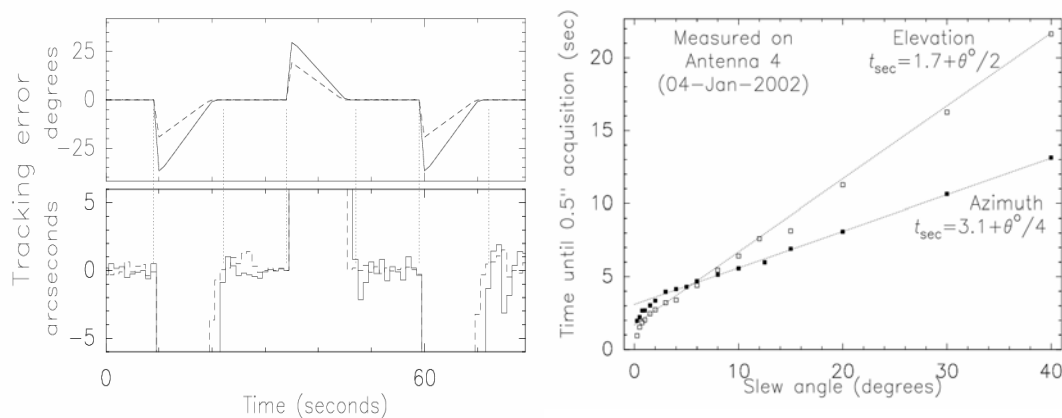 Tracking error
degrees
arcseconds
25
0
-25
5
0
-5
0
60
Time (seconds)
Time until 0.5" acquisition (sec)
20
15
10
5
0
Measured on
Antenna 4
(04-Jan-2002)
Elevation
t_sec=1.7+θ°/2
Azimuth
t_sec=3.1+θ°/4
0
10
20
30
40
Slew angle (degrees)